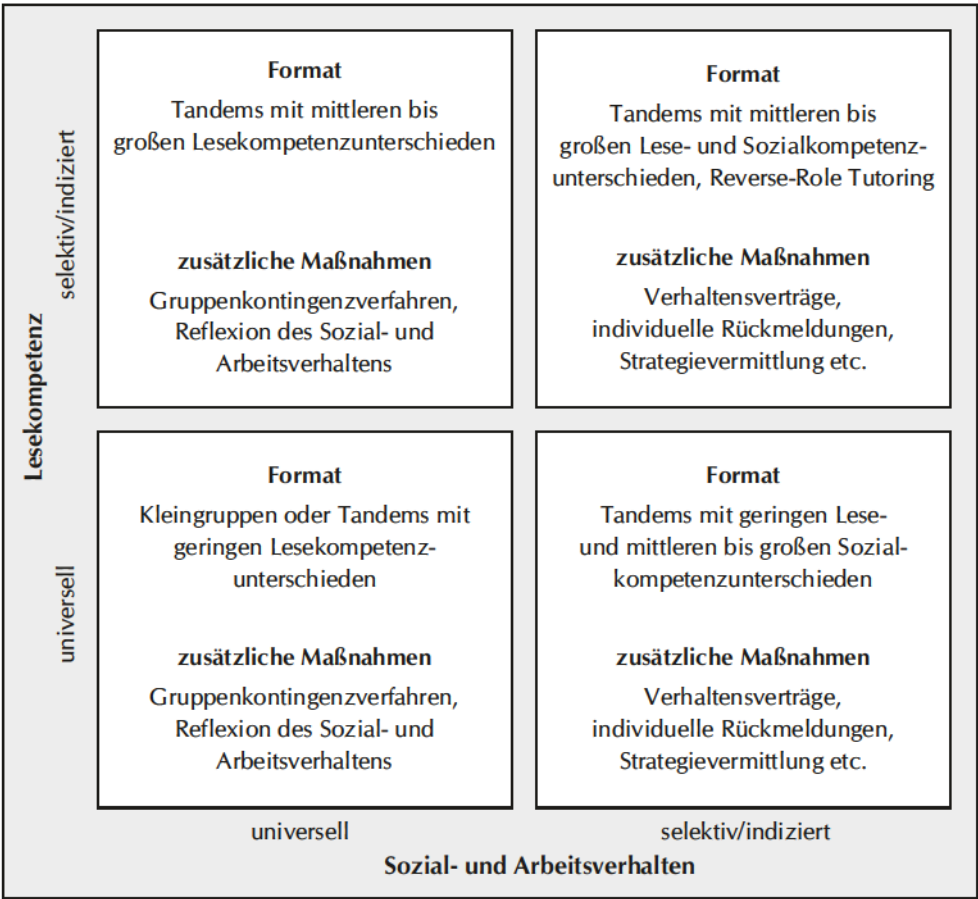 Format
Tandems mit mittleren bis
großen Lesekompetenzunterschieden
zusätzliche Maßnahmen
Gruppenkontingenzverfahren,
Reflexion des Sozial- und
Arbeitsverhaltens
Format
Tandems mit mittleren bis
großen Lese- und Sozialkompetenz-
unterschieden, Reverse-Role Tutoring
zusätzliche Maßnahmen
Verhaltensverträge,
individuelle Rückmeldungen,
Strategievermittlung etc.
selektiv/indiziert
Lesekompetenz
universell
Format
Kleingruppen oder Tandems mit
geringen Lesekompetenz-
unterschieden
zusätzliche Maßnahmen
Gruppenkontingenzverfahren,
Reflexion des Sozial- und
Arbeitsverhaltens
Format
Tandems mit geringen Lese-
und mittleren bis großen Sozial-
kompetenzunterschieden
zusätzliche Maßnahmen
Verhaltensverträge,
individuelle Rückmeldungen,
Strategievermittlung etc.
universell
selektiv/indiziert
Sozial- und Arbeitsverhalten